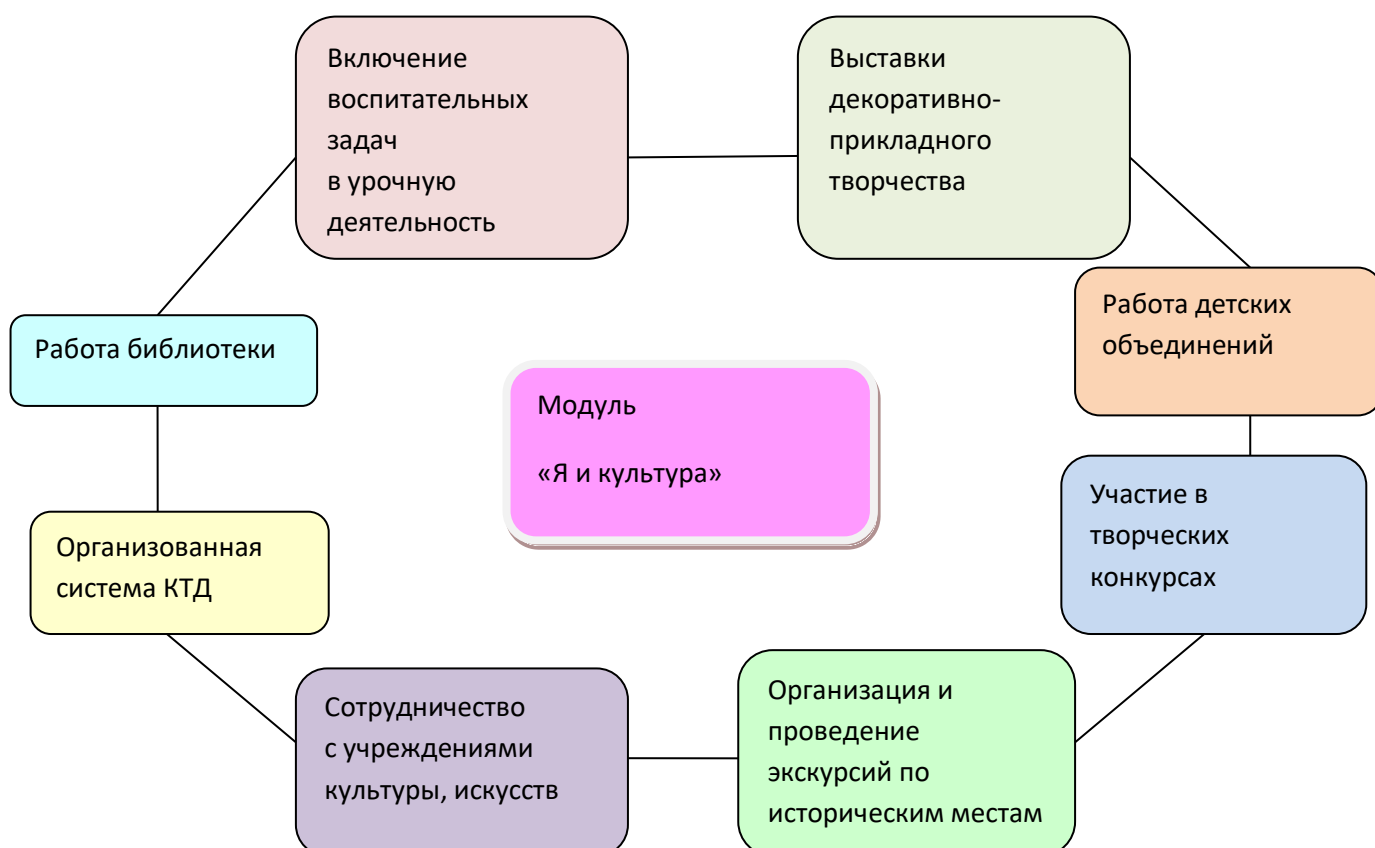 Включение
воспитательных
задач
в урочную
деятельность
Выставки
декоративно-
прикладного
творчества
Работа детских
объединений
Работа библиотеки
Модуль
«Я и культура»
Участие в
творческих
конкурсах
Организованная
система КТД
Сотрудничество
с учреждениями
культуры, искусств
Организация и
проведение
экскурсий по
историческим местам